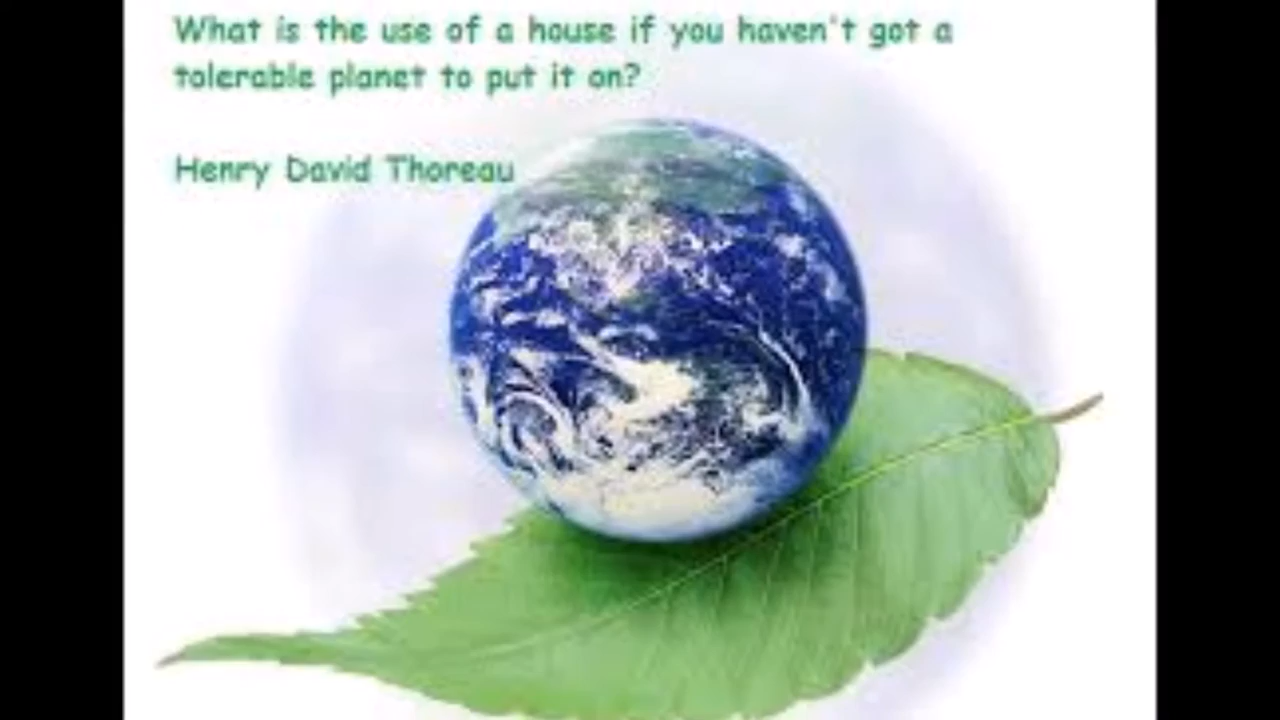 What is the use of a house if you haven't got a
tolerable planet to put it on?
Henry David Thoreau